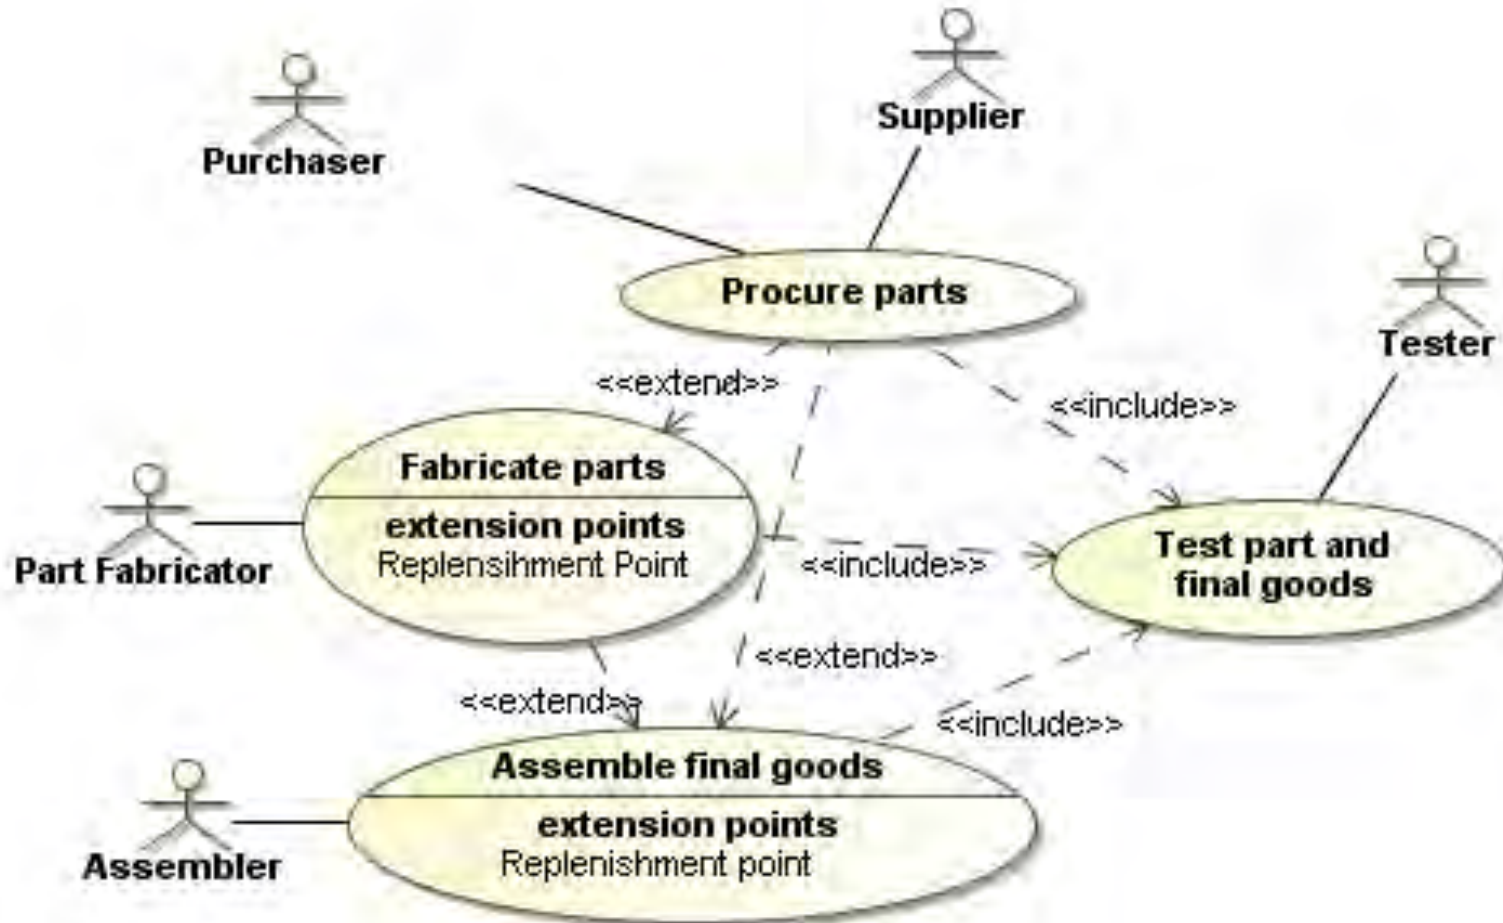 Supplier
Purchaser
Procure parts
Tester
<<extend>>
<<include>>
Fabricate parts
extension points
Replensihment Point
Part Fabricator
<<include>>
Test part and
final goods
<<extend>>
<<extend>>
<<include>>
Assemble final goods
extension points
Replenishment point
Assembler